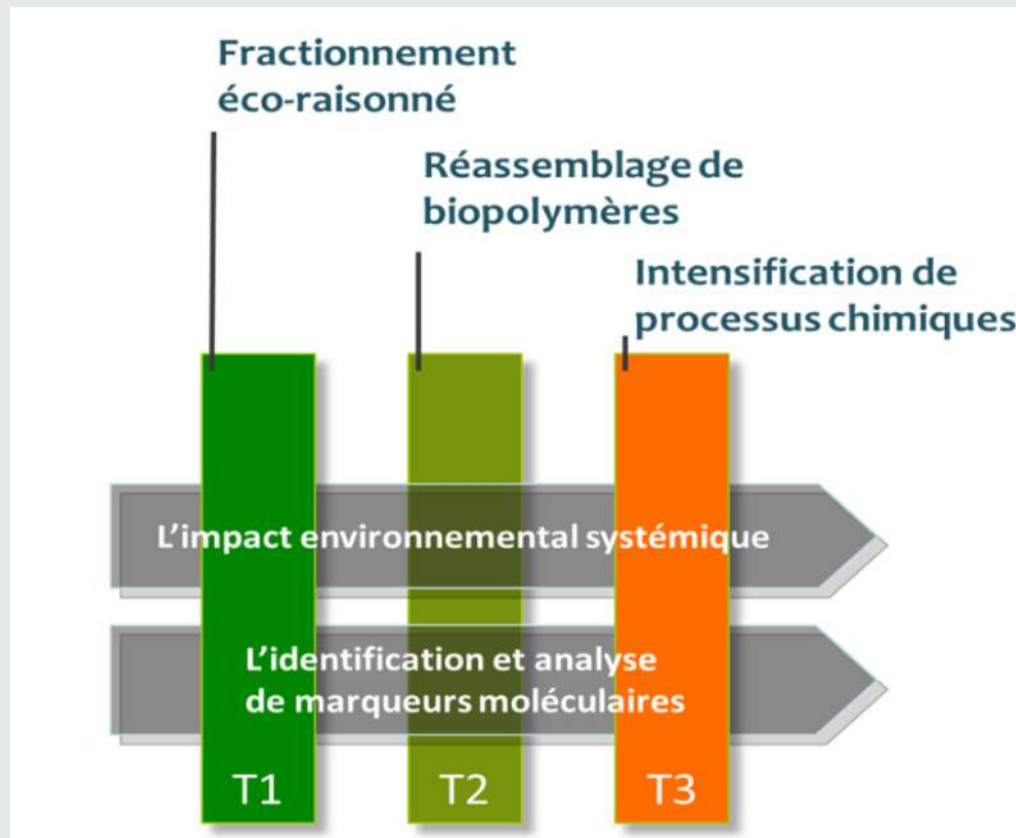 Fractionnement
éco-raisonné
Réassemblage de
biopolymères
Intensification de
processus chimiques
L'impact environnemental systémique
L'identification et analyse
de marqueurs moléculaires
T1
T2
T3